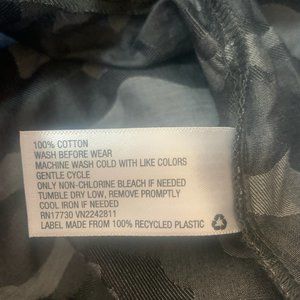 100% COTTON
WASH BEFORE WEAR
MACHINE WASH COLD WITH LIKE COLORS
GENTLE CYCLE
ONLY NON-CHLORINE BLEACH IF NEEDED
TUMBLE DRY LOW, REMOVE PROMPTLY
COOL IRON IF NEEDED
RN17730 VN2242811
LABEL MADE FROM 100% RECYCLED PLASTIC